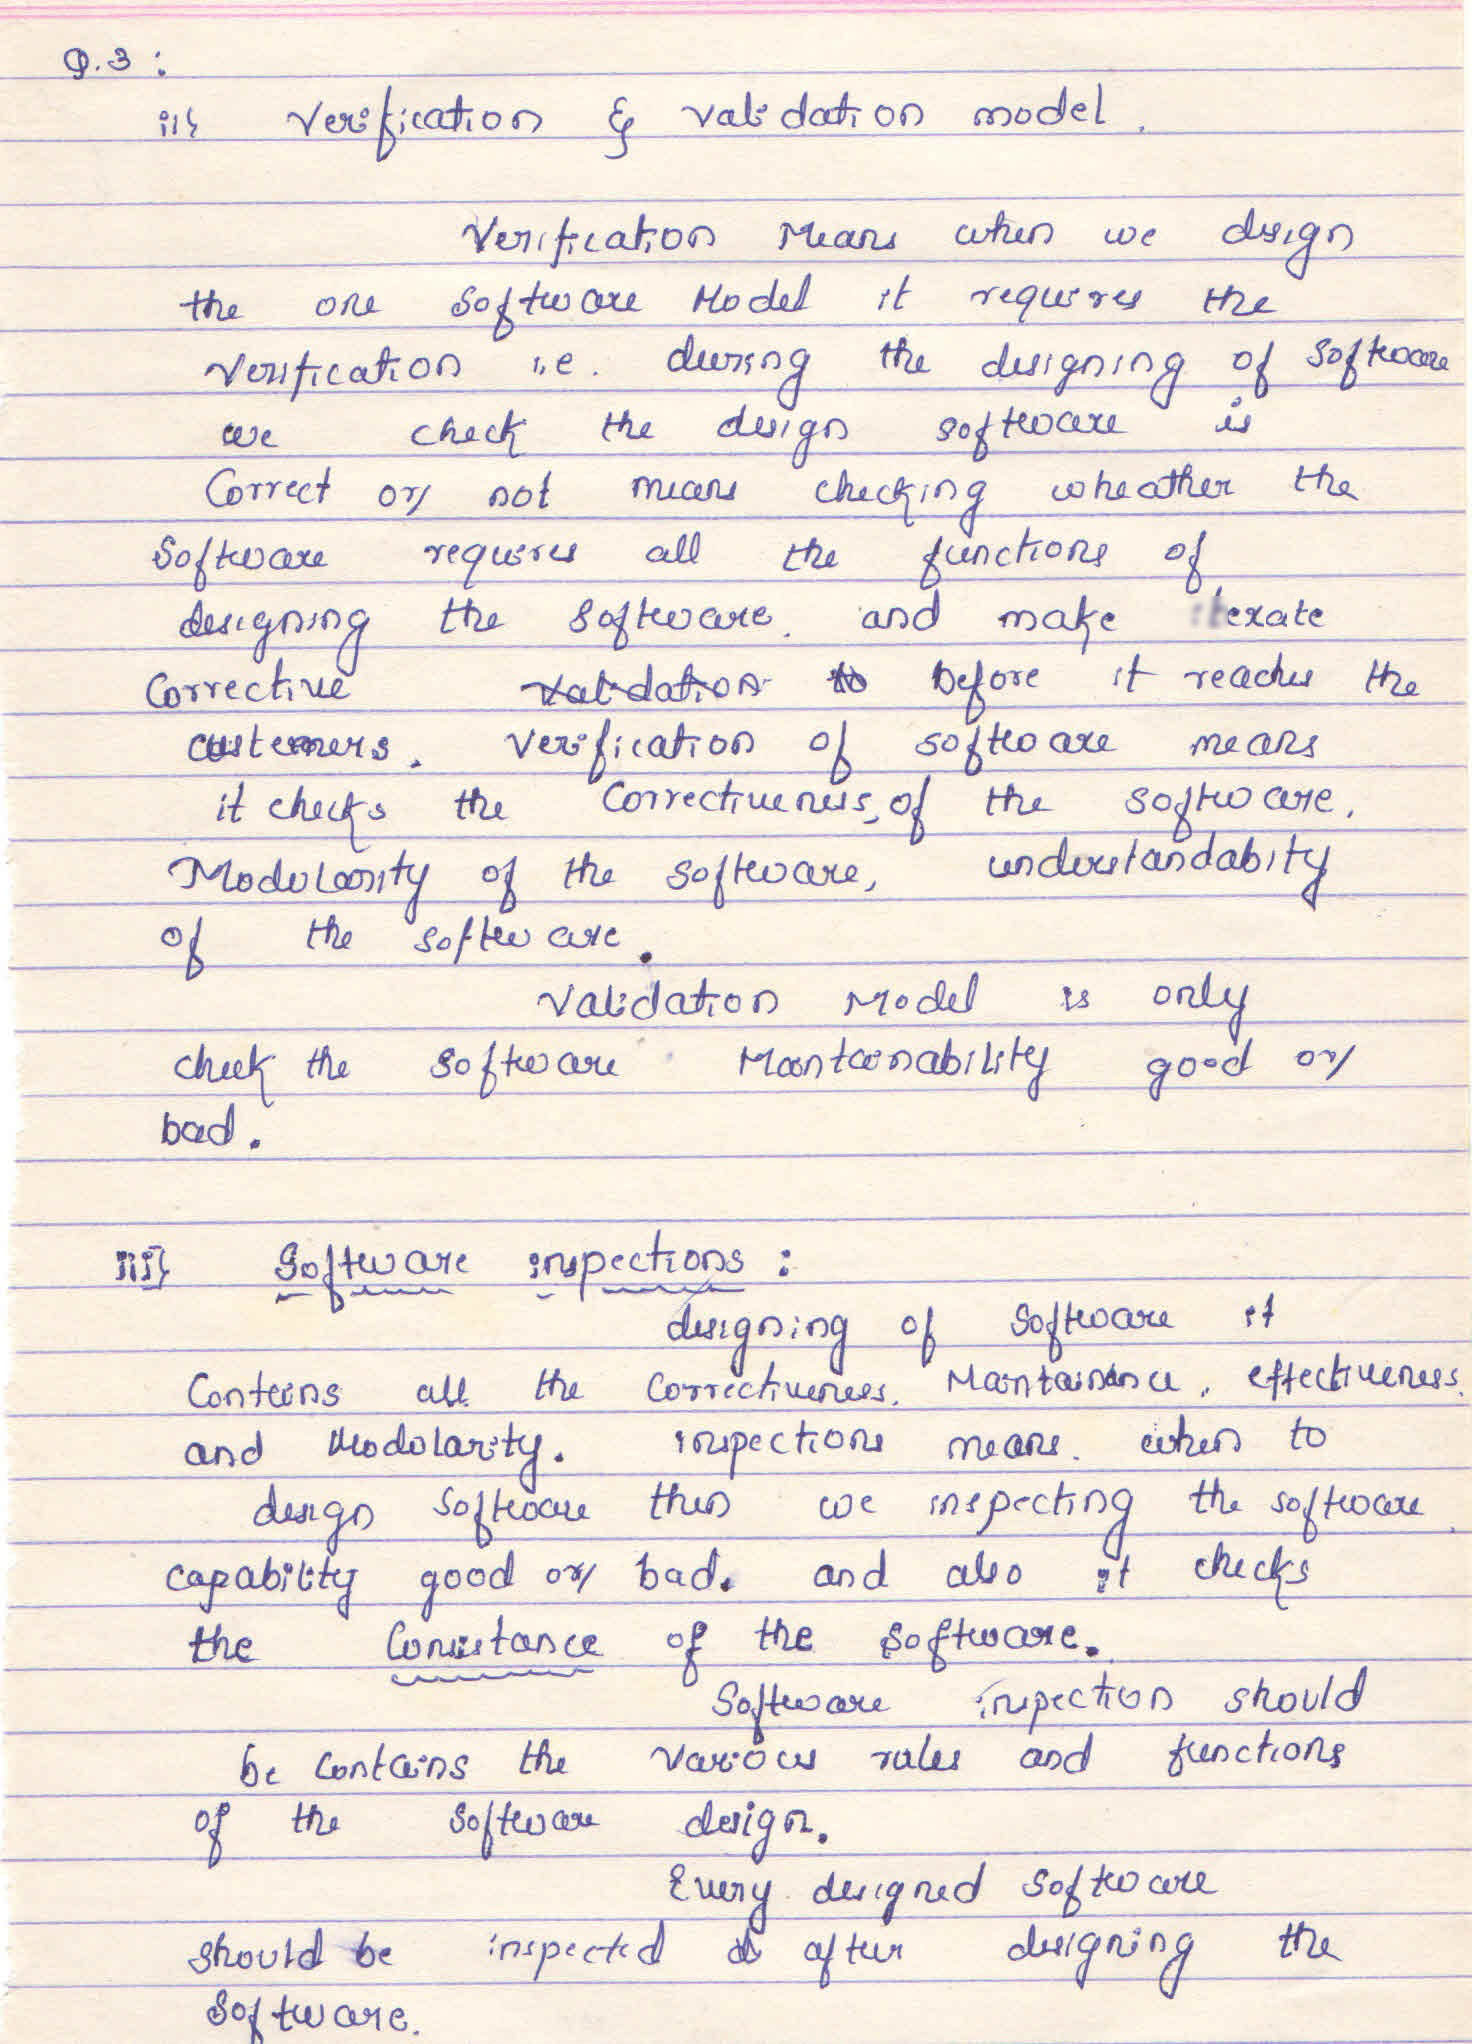 Q.3 :
ii} Verification & validation model.
Verification Means when we design
the one software Model it requires the
verification i.e. during the designing of software
we check the design software is
Correct or not means checking wheather the
Software requires all the functions of
designing the software. and make iterate
Corrective validation to before it reaches the
customers. Verification of software means
it checks the Correctiveness, of the software.
Modularity of the software, understandabity
of the software.
Validation Model is only
check the software Maintainability good or
bad.
iii} Software inspections :
designing of software it
Contains all the Correctiveness. Maintainance, effectiveness.
and Modularity. inspections means. when to
design software then we inspecting the software
capability good or bad. and also it checks
the Consistance of the software.
Software inspection should
be contains the various rules and functions
of the software design.
Every designed software
should be inspected after designing the
software.